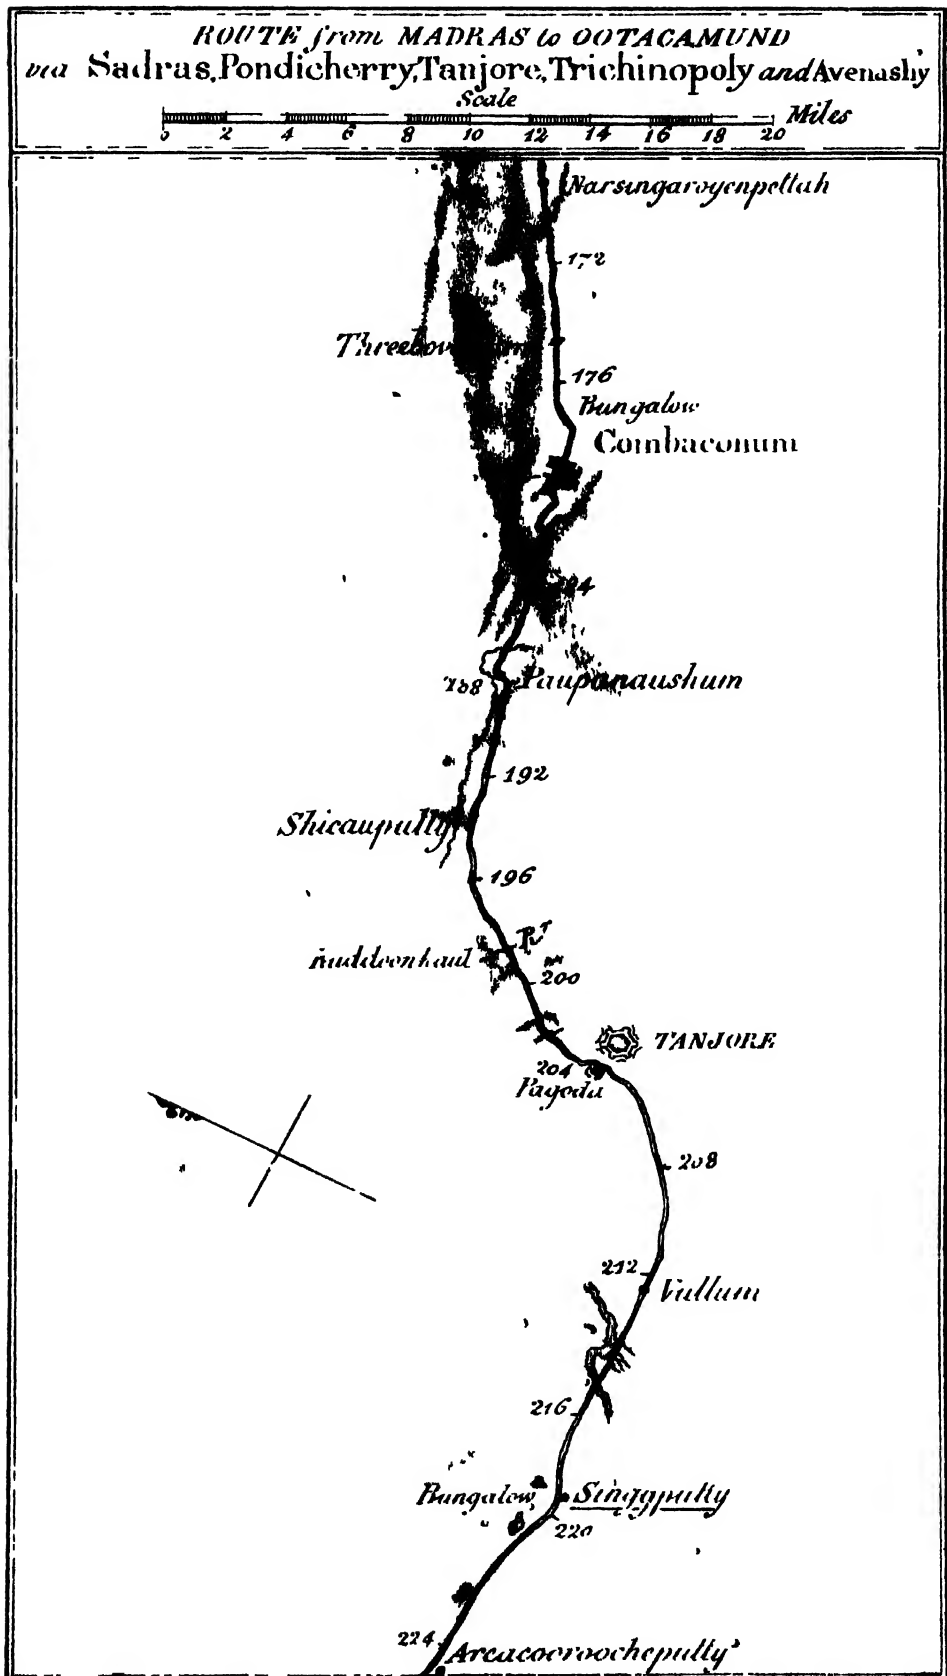 ROUTE from MADRAS to OOTACAMUND
via Sadras, Pondicherry, Tanjore, Trichinopoly and Avenashy
Scale
Miles
0 2 4 6 8 10 12 14 16 18 20
Narsingaroyenpettah
172
176
Bungalow
Combaconum
Paupanaushum
192
Shicaupully
196
200
TANJORE
204
Pagoda
208
212
Vullum
216
Bungalow
Singgpully
220
224
Arcacooroochepully